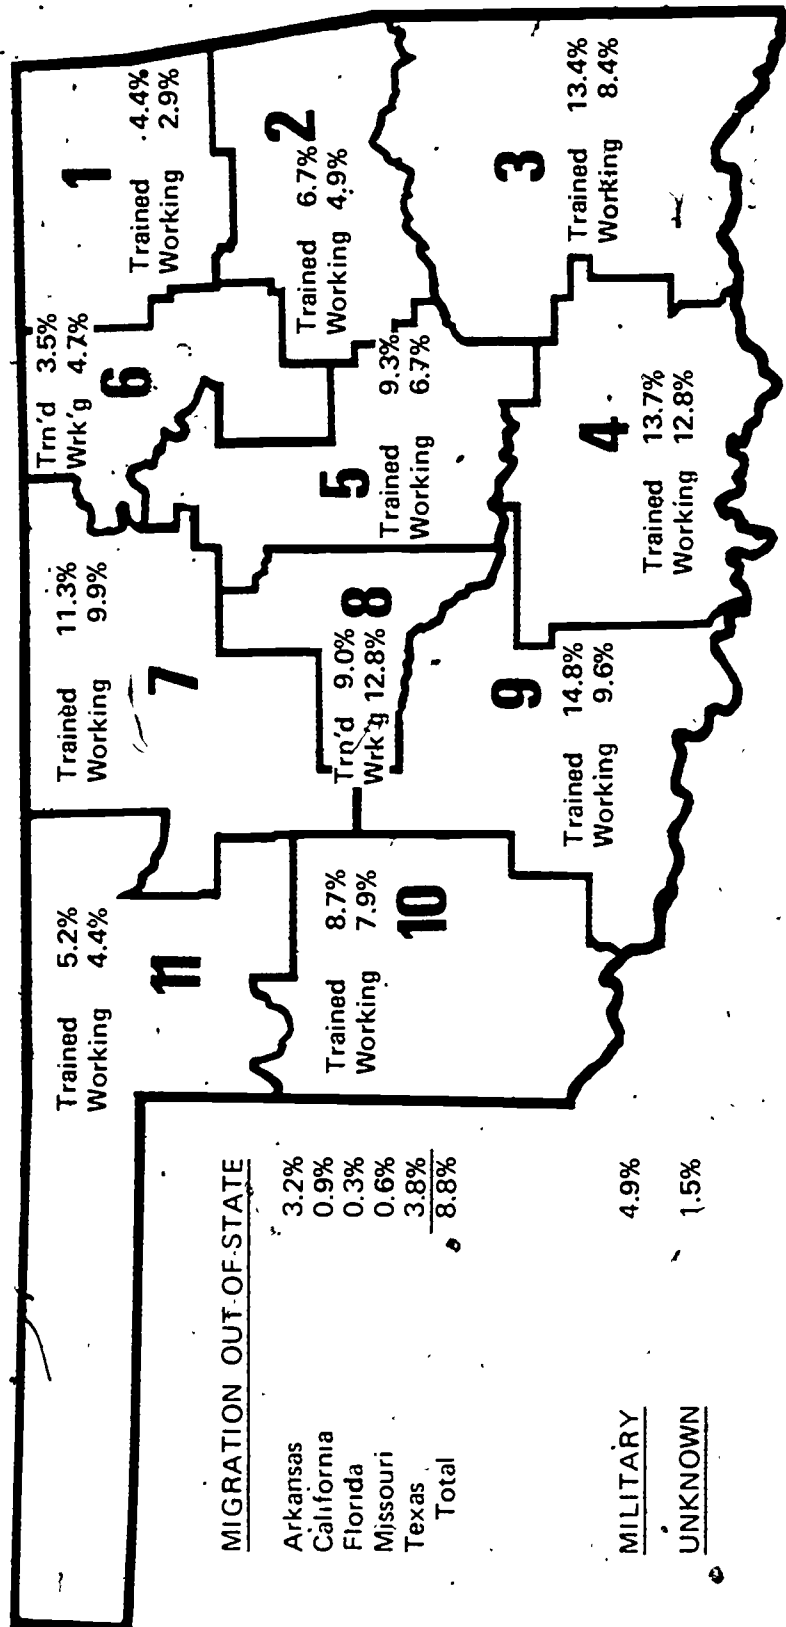 Trained 5.2%
Working 4.4%
11
Trained 11.3%
Working 9.9%
7
Trn'd 3.5%
Wrk'g 4.7%
6
1
Trained 4.4%
Working 2.9%
2
Trained 6.7%
Working 4.9%
5
Trained 9.3%
Working 6.7%
8
Trn'd 9.0%
Wrk'g 12.8%
Trained 8.7%
Working 7.9%
10
9
Trained 14.8%
Working 9.6%
4
Trained 13.7%
Working 12.8%
3
Trained 13.4%
Working 8.4%
MIGRATION OUT-OF-STATE
Arkansas 3.2%
California 0.9%
Florida 0.3%
Missouri 0.6%
Texas 3.8%
Total 8.8%
MILITARY 4.9%
UNKNOWN 1.5%